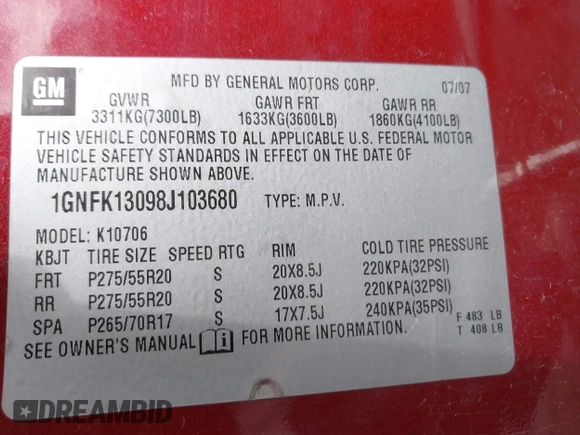 GM
MFD BY GENERAL MOTORS CORP. 07/07
GVWR GAWR FRT GAWR RR
3311KG(7300LB) 1633KG(3600LB) 1860KG(4100LB)
THIS VEHICLE CONFORMS TO ALL APPLICABLE U.S. FEDERAL MOTOR
VEHICLE SAFETY STANDARDS IN EFFECT ON THE DATE OF
MANUFACTURE SHOWN ABOVE.
1GNFK13098J103680 TYPE: M.P.V.
MODEL: K10706
KBJT TIRE SIZE SPEED RTG RIM COLD TIRE PRESSURE
FRT P275/55R20 S 20X8.5J 220KPA(32PSI)
RR P275/55R20 S 20X8.5J 220KPA(32PSI)
SPA P265/70R17 S 17X7.5J 240KPA(35PSI) F 483 LB
T 408 LB
SEE OWNER'S MANUAL i FOR MORE INFORMATION.
DREAMBID